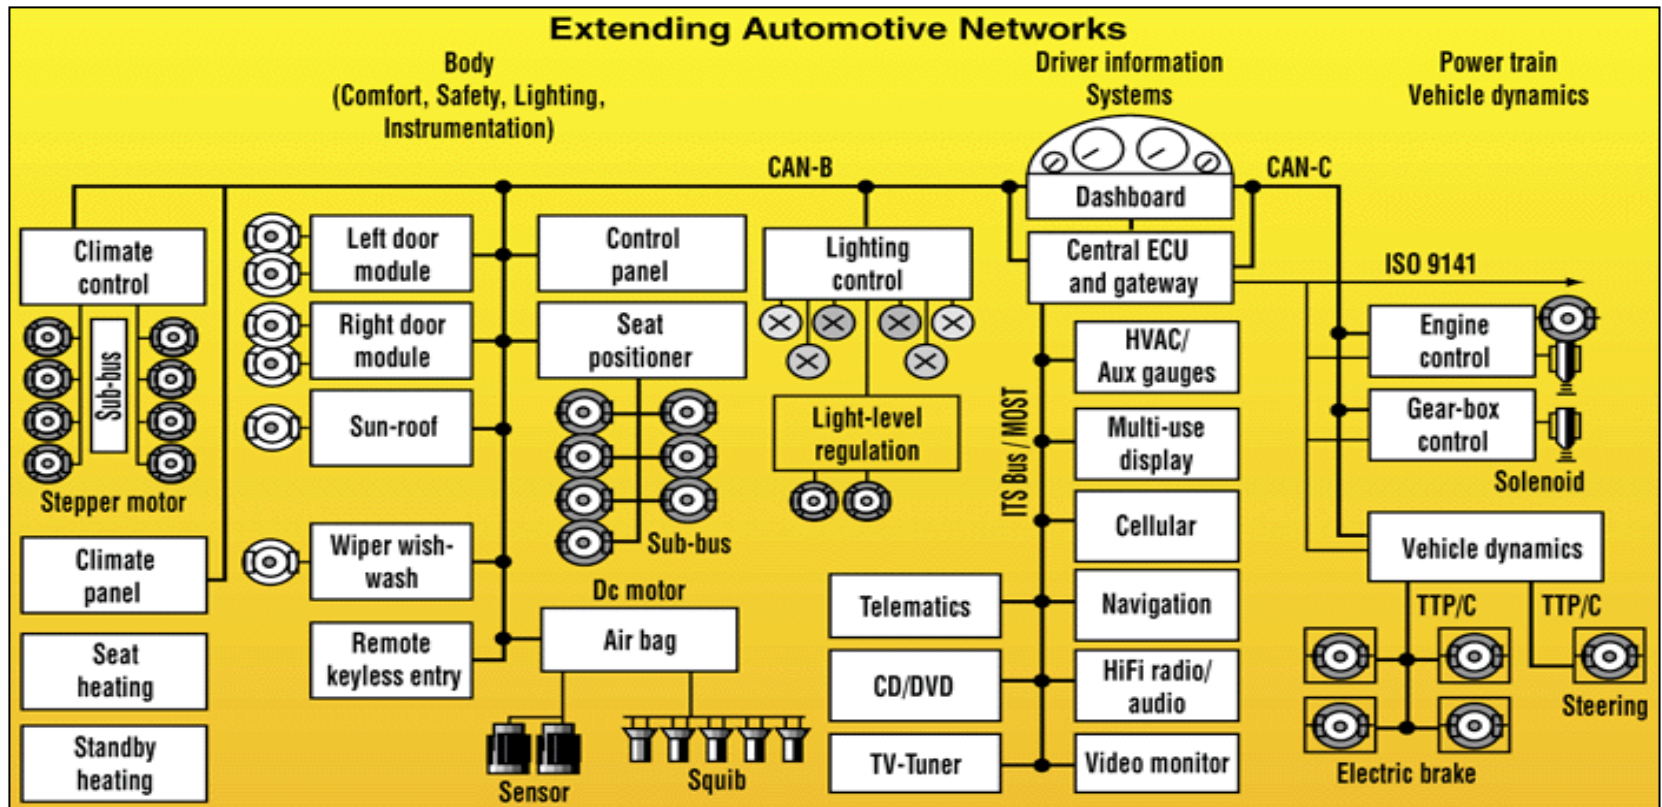 Extending Automotive Networks
Body
(Comfort, Safety, Lighting,
Instrumentation)
Driver information
Systems
Power train
Vehicle dynamics
CAN-B
CAN-C
Dashboard
Climate
control
Left door
module
Control
panel
Lighting
control
Central ECU
and gateway
ISO 9141
Sub-bus
Right door
module
Seat
positioner
HVAC/
Aux gauges
Engine
control
Sun-roof
Light-level
regulation
ITS Bus / MOST
Multi-use
display
Gear-box
control
Solenoid
Stepper motor
Climate
panel
Wiper wish-
wash
Sub-bus
Cellular
Vehicle dynamics
Dc motor
Telematics
Navigation
TTP/C
TTP/C
Seat
heating
Remote
keyless entry
Air bag
CD/DVD
HiFi radio/
audio
Steering
Standby
heating
Sensor
Squib
TV-Tuner
Video monitor
Electric brake